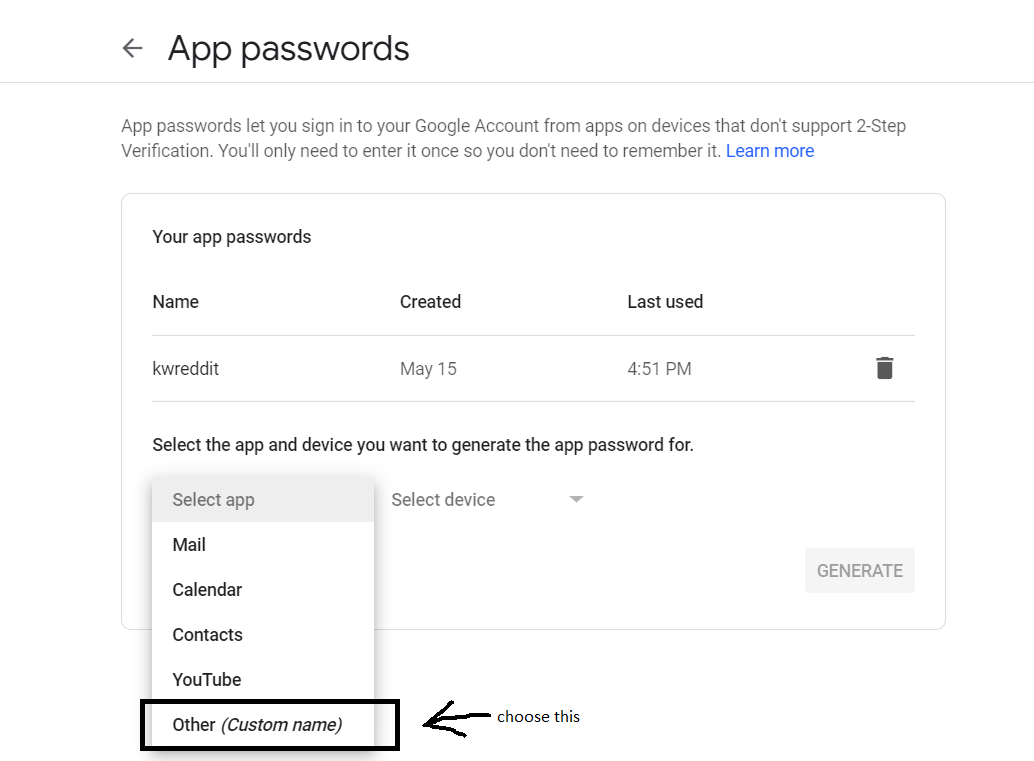 App passwords
App passwords let you sign in to your Google Account from apps on devices that don't support 2-Step
Verification. You'll only need to enter it once so you don't need to remember it. Learn more
Your app passwords
Name Created Last used
kwreddit May 15 4:51 PM
Select the app and device you want to generate the app password for.
Select app Select device
Mail
GENERATE
Calendar
Contacts
YouTube
Other (Custom name) choose this